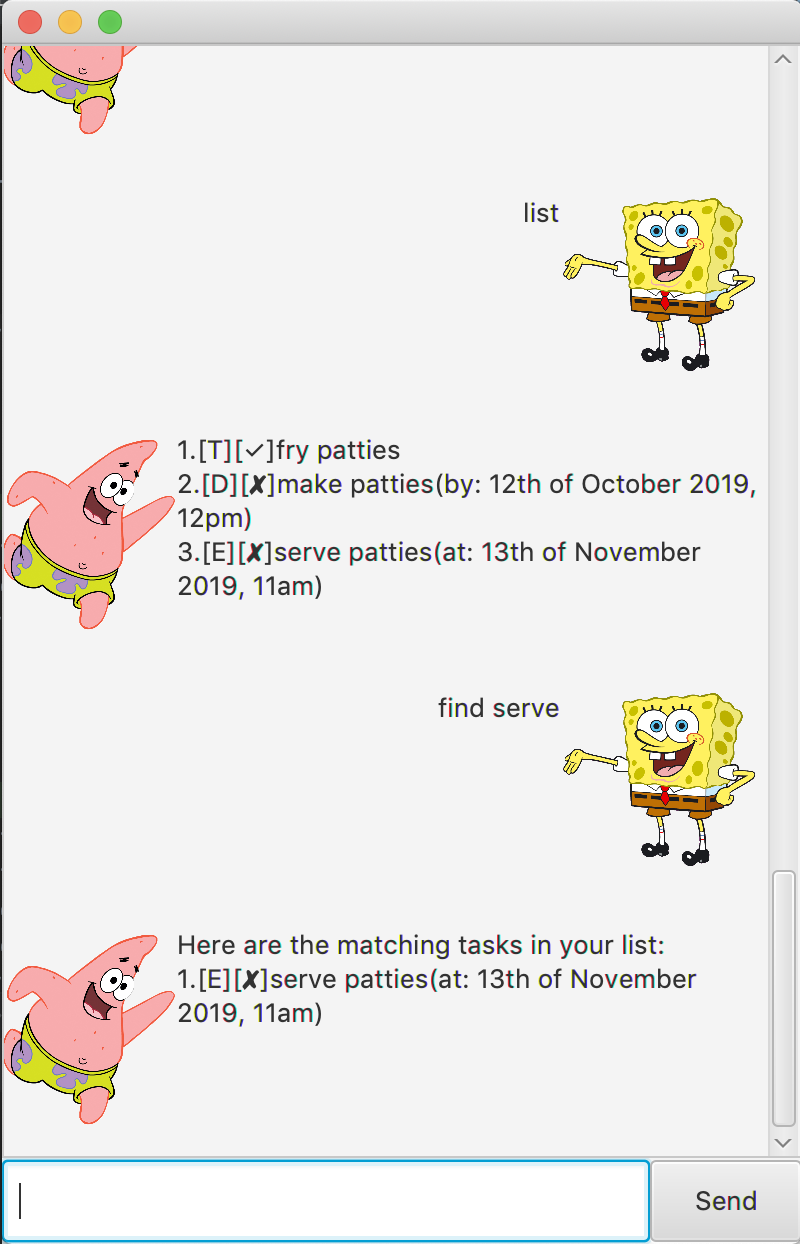 list
1.[T][✓]fry patties
2.[D][✘]make patties(by: 12th of October 2019,
12pm)
3.[E][✘]serve patties(at: 13th of November
2019, 11am)
find serve
Here are the matching tasks in your list:
1.[E][✘]serve patties(at: 13th of November
2019, 11am)
Send